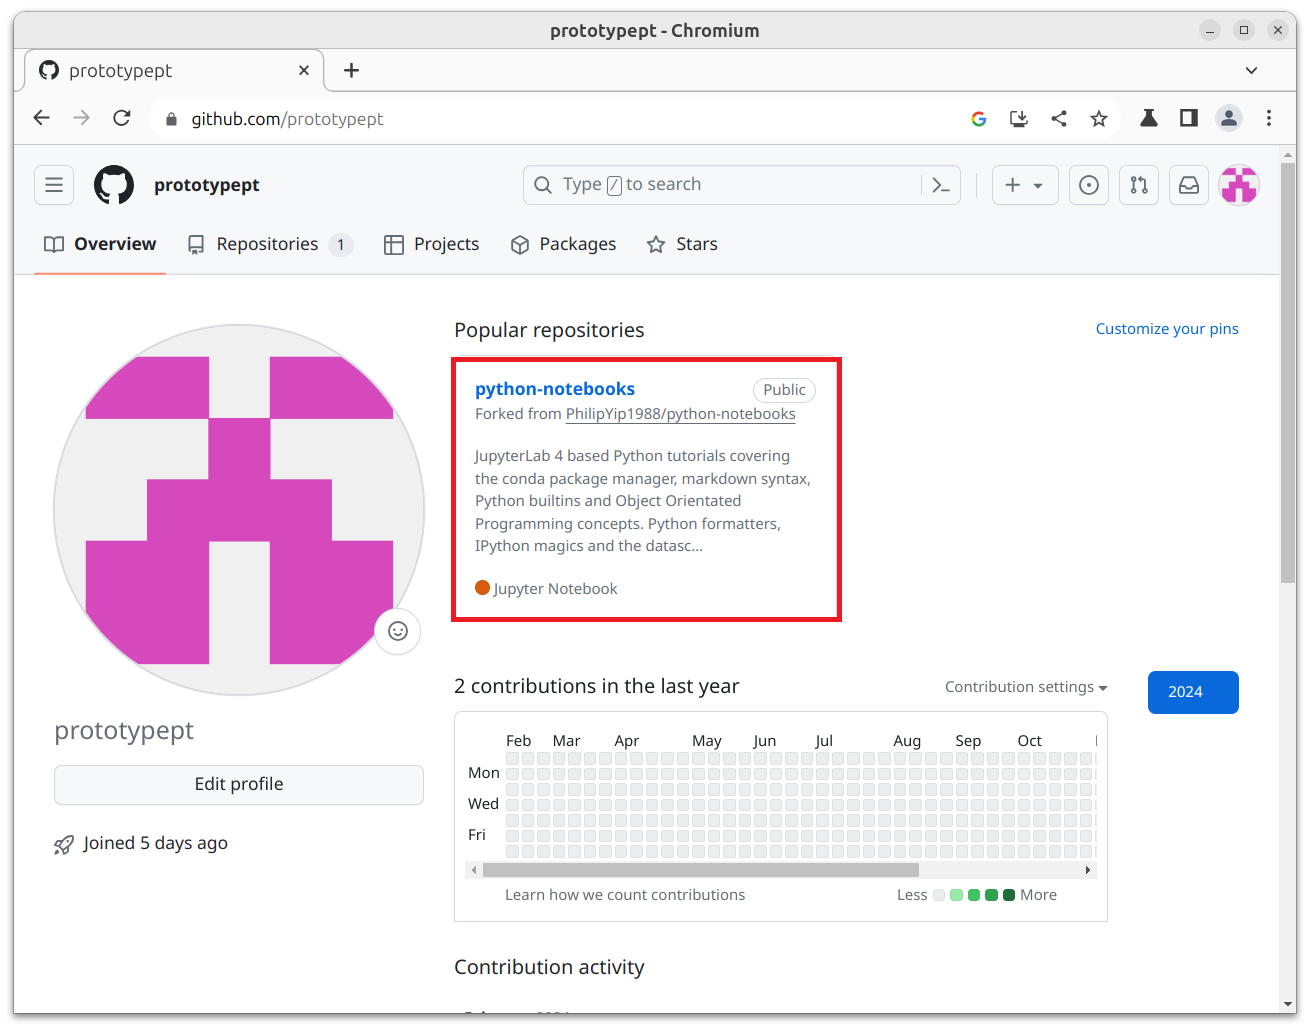 prototypept - Chromium
prototypept
github.com/prototypept
prototypept
Type / to search
Overview
Repositories 1
Projects
Packages
Stars
Popular repositories
Customize your pins
python-notebooks
Public
Forked from PhilipYip1988/python-notebooks
JupyterLab 4 based Python tutorials covering
the conda package manager, markdown syntax,
Python builtins and Object Orientated
Programming concepts. Python formatters,
IPython magics and the datasc...
Jupyter Notebook
prototypept
Edit profile
Joined 5 days ago
2 contributions in the last year
Contribution settings
2024
Feb Mar Apr May Jun Jul Aug Sep Oct
Mon
Wed
Fri
Learn how we count contributions
Less
More
Contribution activity